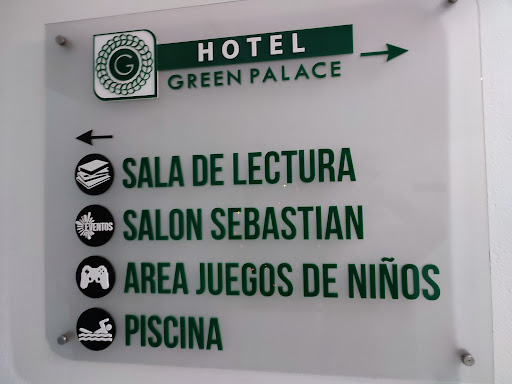 G
HOTEL
GREEN PALACE
SALA DE LECTURA
EVENTOS
SALON SEBASTIAN
AREA JUEGOS DE NIÑOS
PISCINA